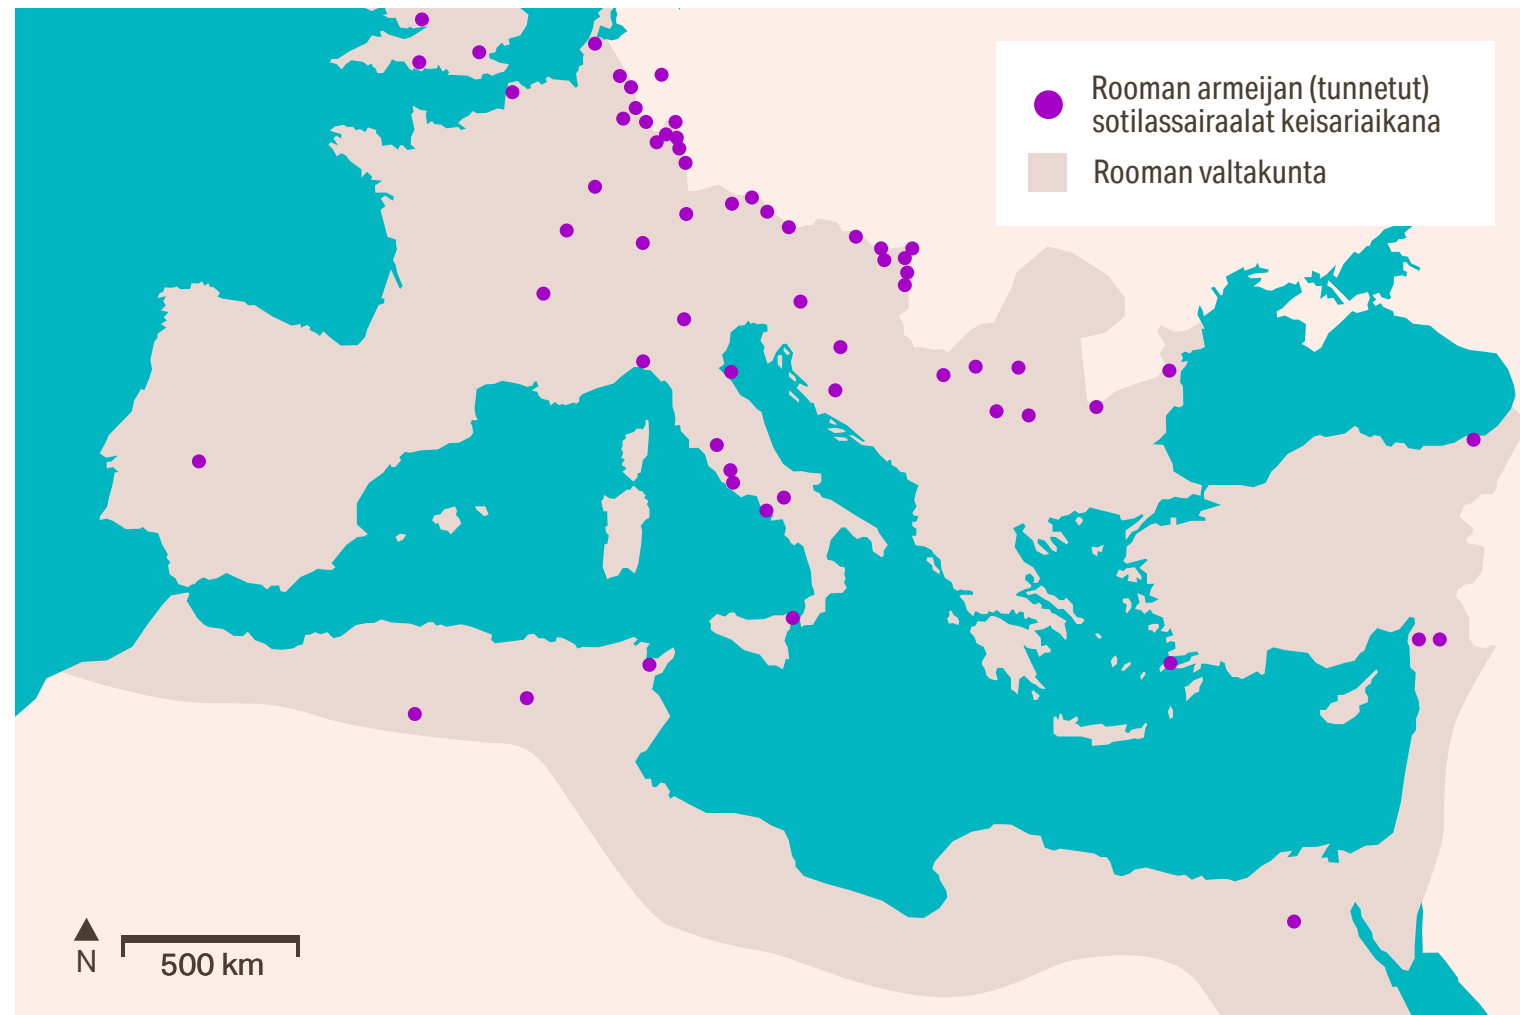 Rooman armeijan (tunnetut)
sotilassairaalat keisariaikana
Rooman valtakunta
N
500 km